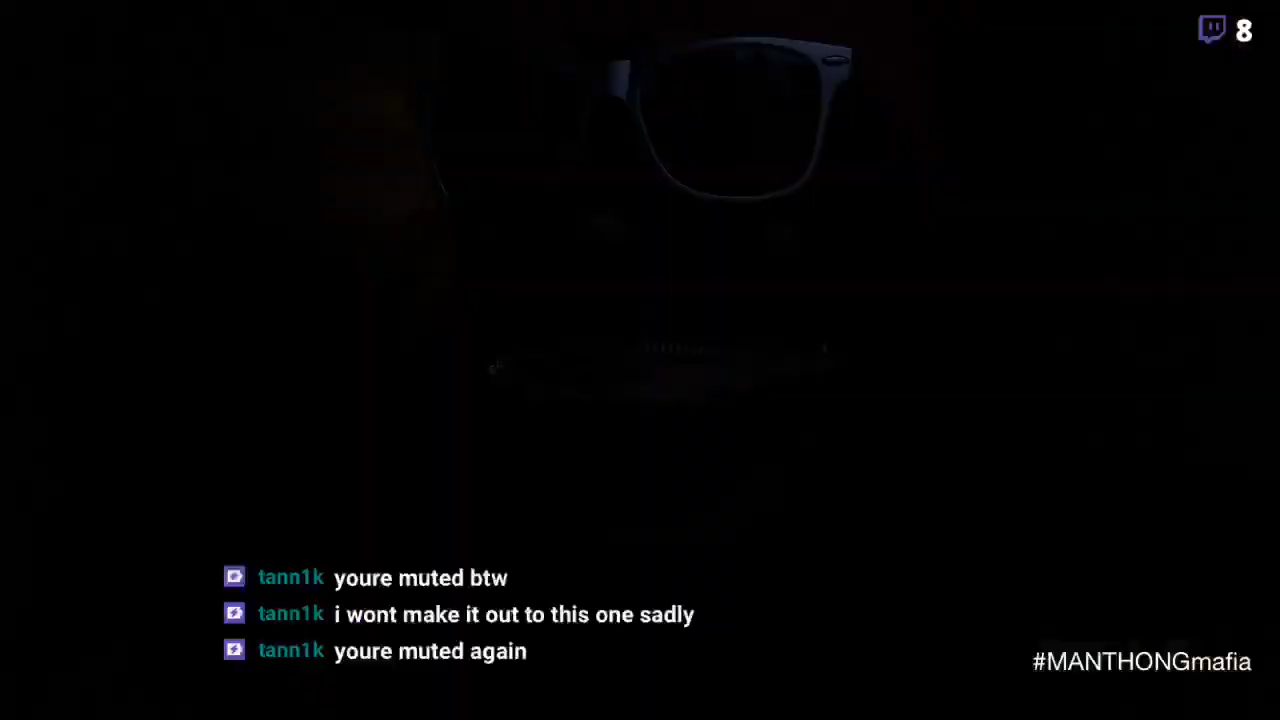 8
tann1k youre muted btw
tann1k i wont make it out to this one sadly
tann1k youre muted again
#MANTHONGmafia